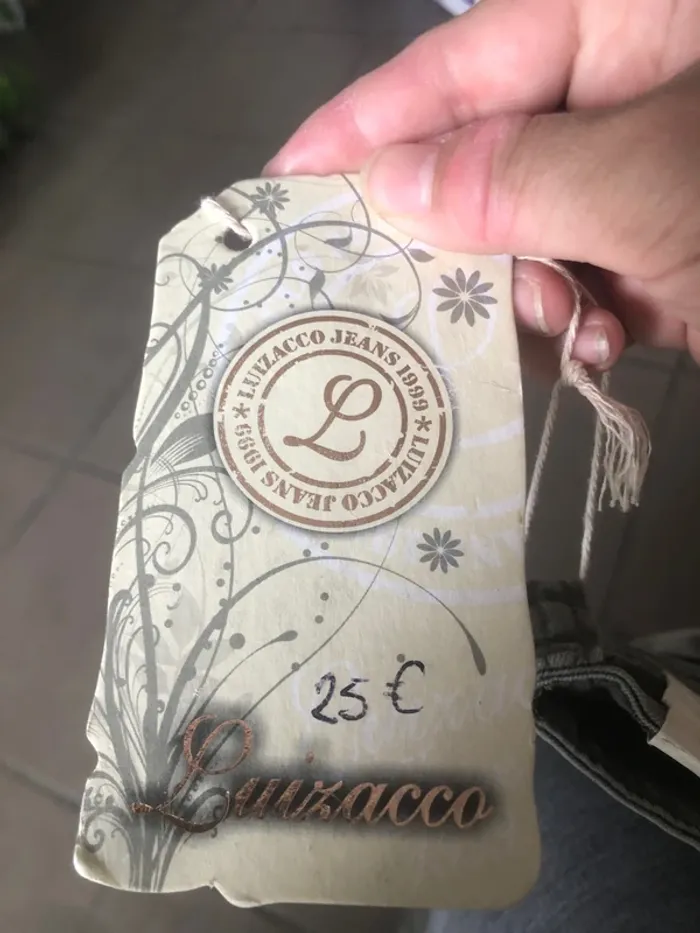 LUIZACCO JEANS 1999 * LUIZACCO JEANS 1999 *
L
25 €
Luizacco